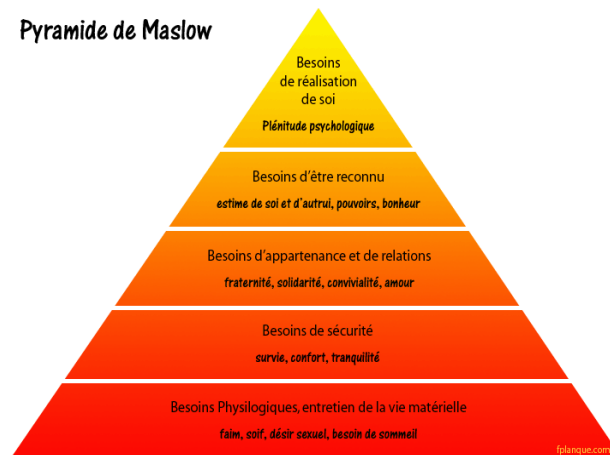 Pyramide de Maslow
Besoins
de réalisation
de soi
Plénitude psychologique
Besoins d'être reconnu
estime de soi et d'autrui, pouvoirs, bonheur
Besoins d'appartenance et de relations
fraternité, solidarité, convivialité, amour
Besoins de sécurité
survie, confort, tranquilité
Besoins Physilogiques, entretien de la vie matérielle
faim, soif, désir sexuel, besoin de sommeil
fplanque.com